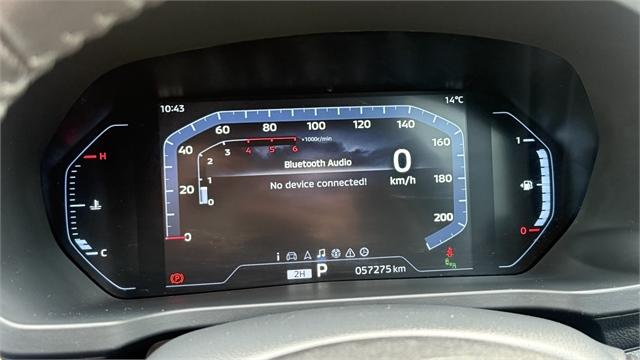 10:43
14°C
60 80 100 120 140
40 160
20 180
0 200
3 4 5 6 ×1000r/min
2
1
0
Bluetooth Audio
No device connected!
0
km/h
H
C
1
0
2H P 057275 km